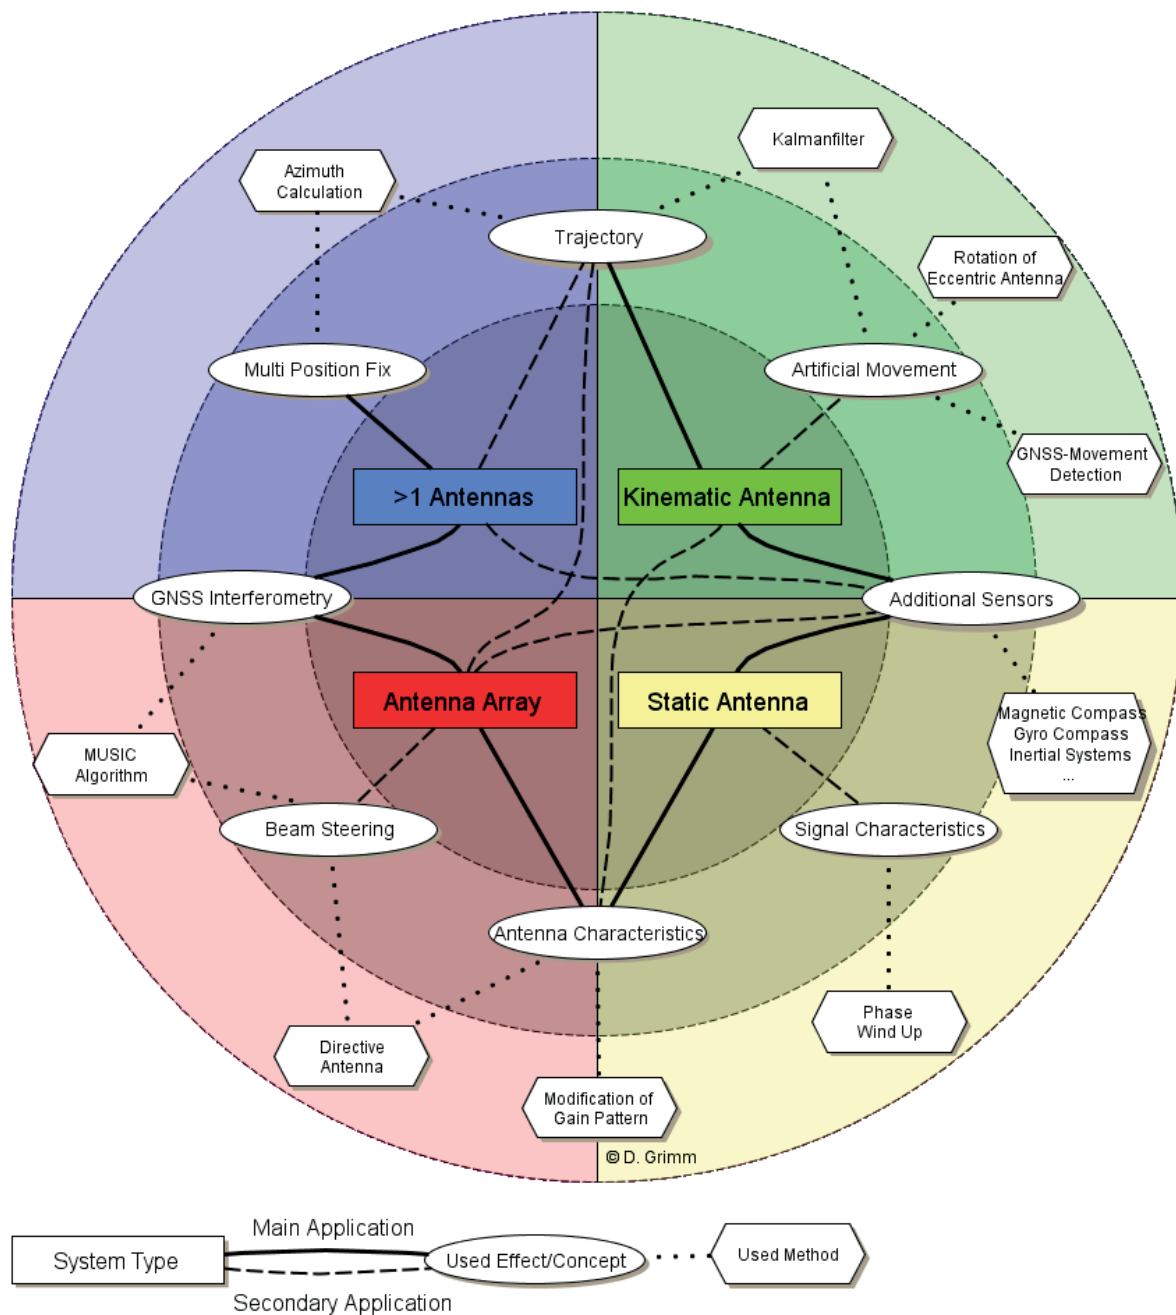 Kalmanfilter
Azimuth
Calculation
Trajectory
Rotation of
Eccentric Antenna
Multi Position Fix
Artificial Movement
GNSS-Movement
Detection
>1 Antennas
Kinematic Antenna
GNSS Interferometry
Additional Sensors
Antenna Array
Static Antenna
Magnetic Compass
Gyro Compass
Inertial Systems
...
MUSIC
Algorithm
Beam Steering
Signal Characteristics
Antenna Characteristics
Phase
Wind Up
Directive
Antenna
Modification of
Gain Pattern
© D. Grimm
Main Application
System Type
Used Effect/Concept
Used Method
Secondary Application